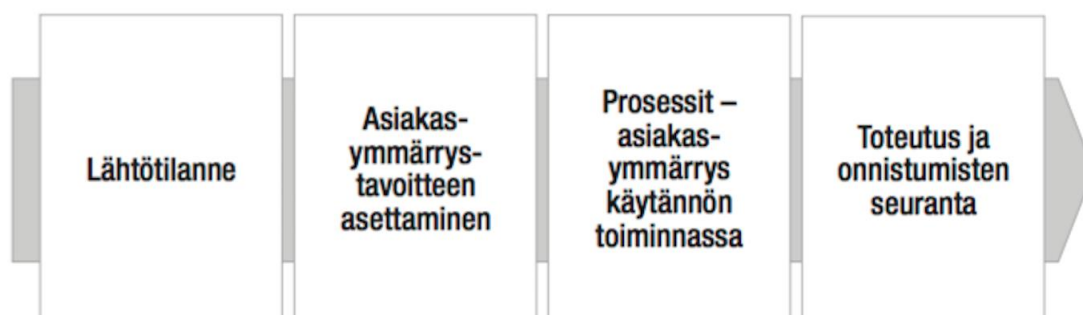 Lähtötilanne
Asiakas-
ymmärrys-
tavoitteen
asettaminen
Prosessit –
asiakas-
ymmärrys
käytännön
toiminnassa
Toteutus ja
onnistumisten
seuranta